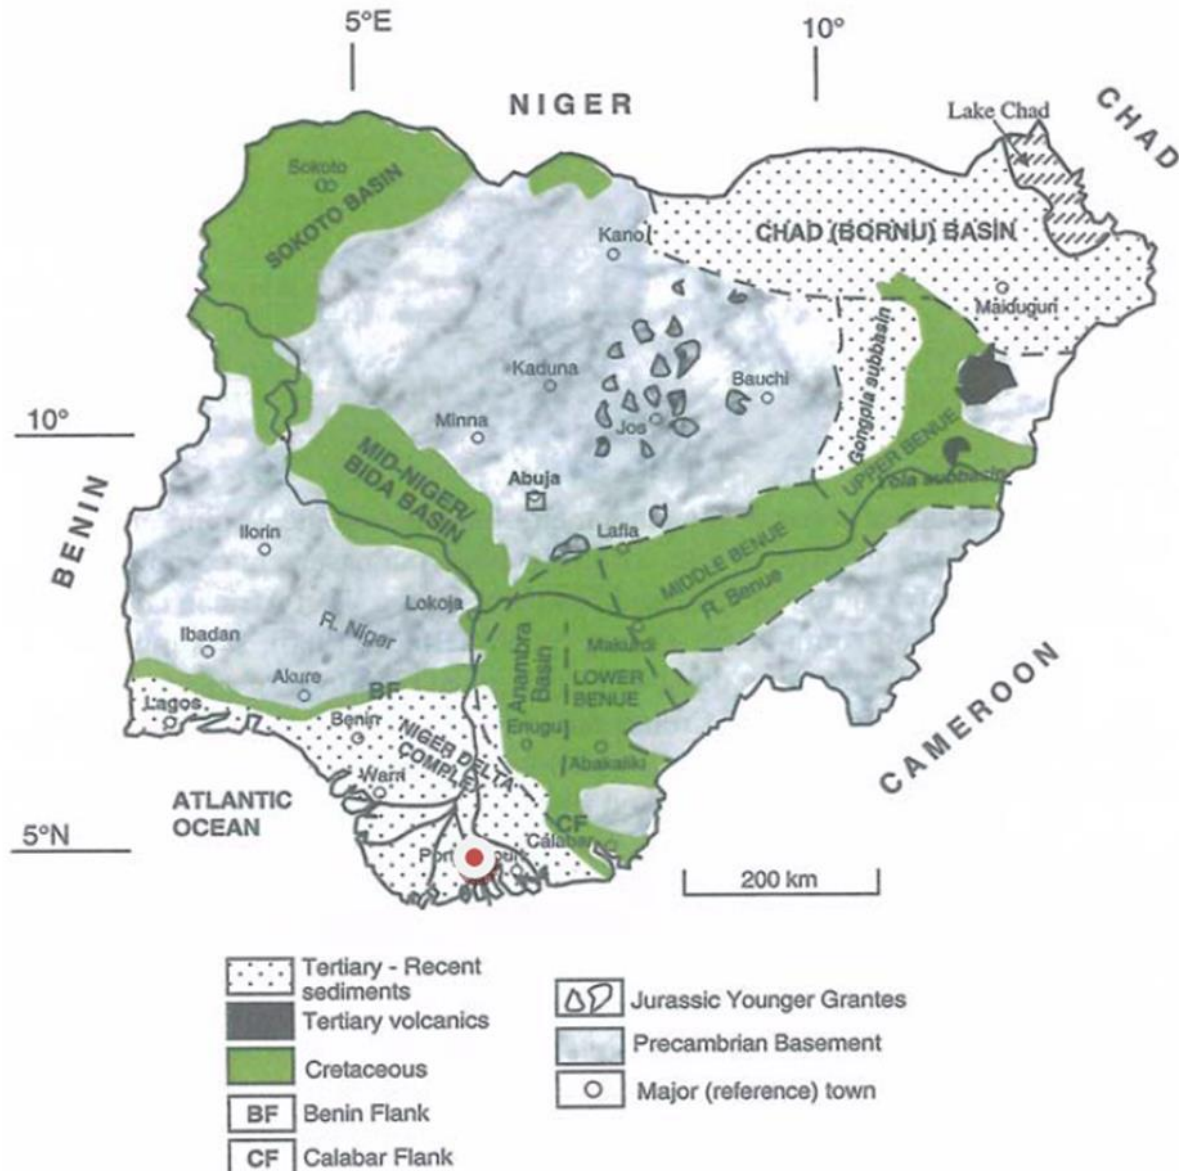 5°E
10°
NIGER
CHAD
Lake Chad
Sokoto
SOKOTO BASIN
Kano
CHAD (BORNU) BASIN
Maiduguri
Gongpla subbasin
Kaduna
Bauchi
10°
Minna
Jos
MID-NIGER/
BIDA BASIN
Abuja
UPPER BENUE
Yola subbasin
BENIN
Ilorin
Lafia
MIDDLE BENUE
R. Benue
Lokoja
R. Niger
Ibadan
Makurdi
Anambra
Basin
LOWER
BENUE
Akure
BF
Lagos
Benin
Enugu
NIGER DELTA
Abakaliki
Warri
CAMEROON
ATLANTIC
OCEAN
CF
Calabar
5°N
200 km
Tertiary - Recent
sediments
Tertiary volcanics
Cretaceous
BF Benin Flank
CF Calabar Flank
Jurassic Younger Grantes
Precambrian Basement
Major (reference) town